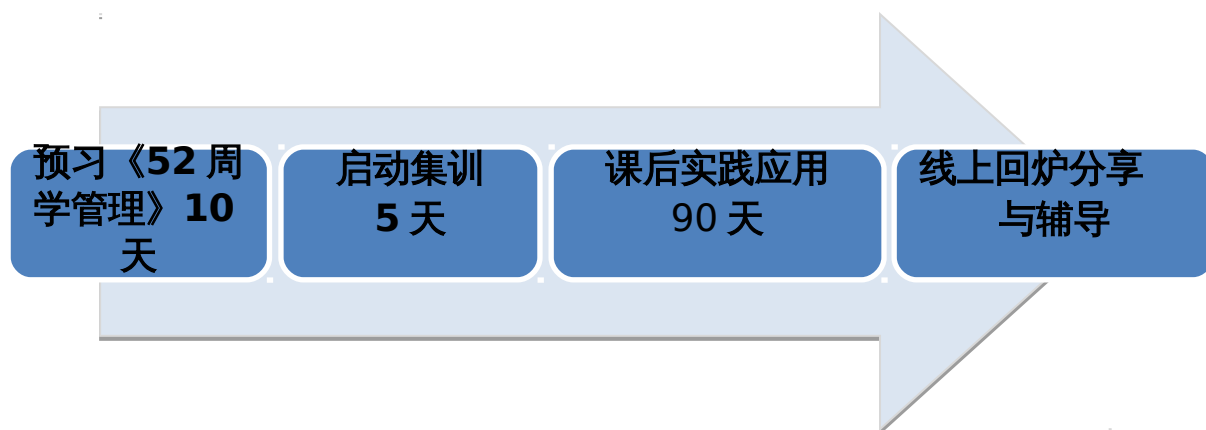 预习《52 周
学管理》10
天
启动集训
5 天
课后实践应用
90 天
线上回炉分享
与辅导